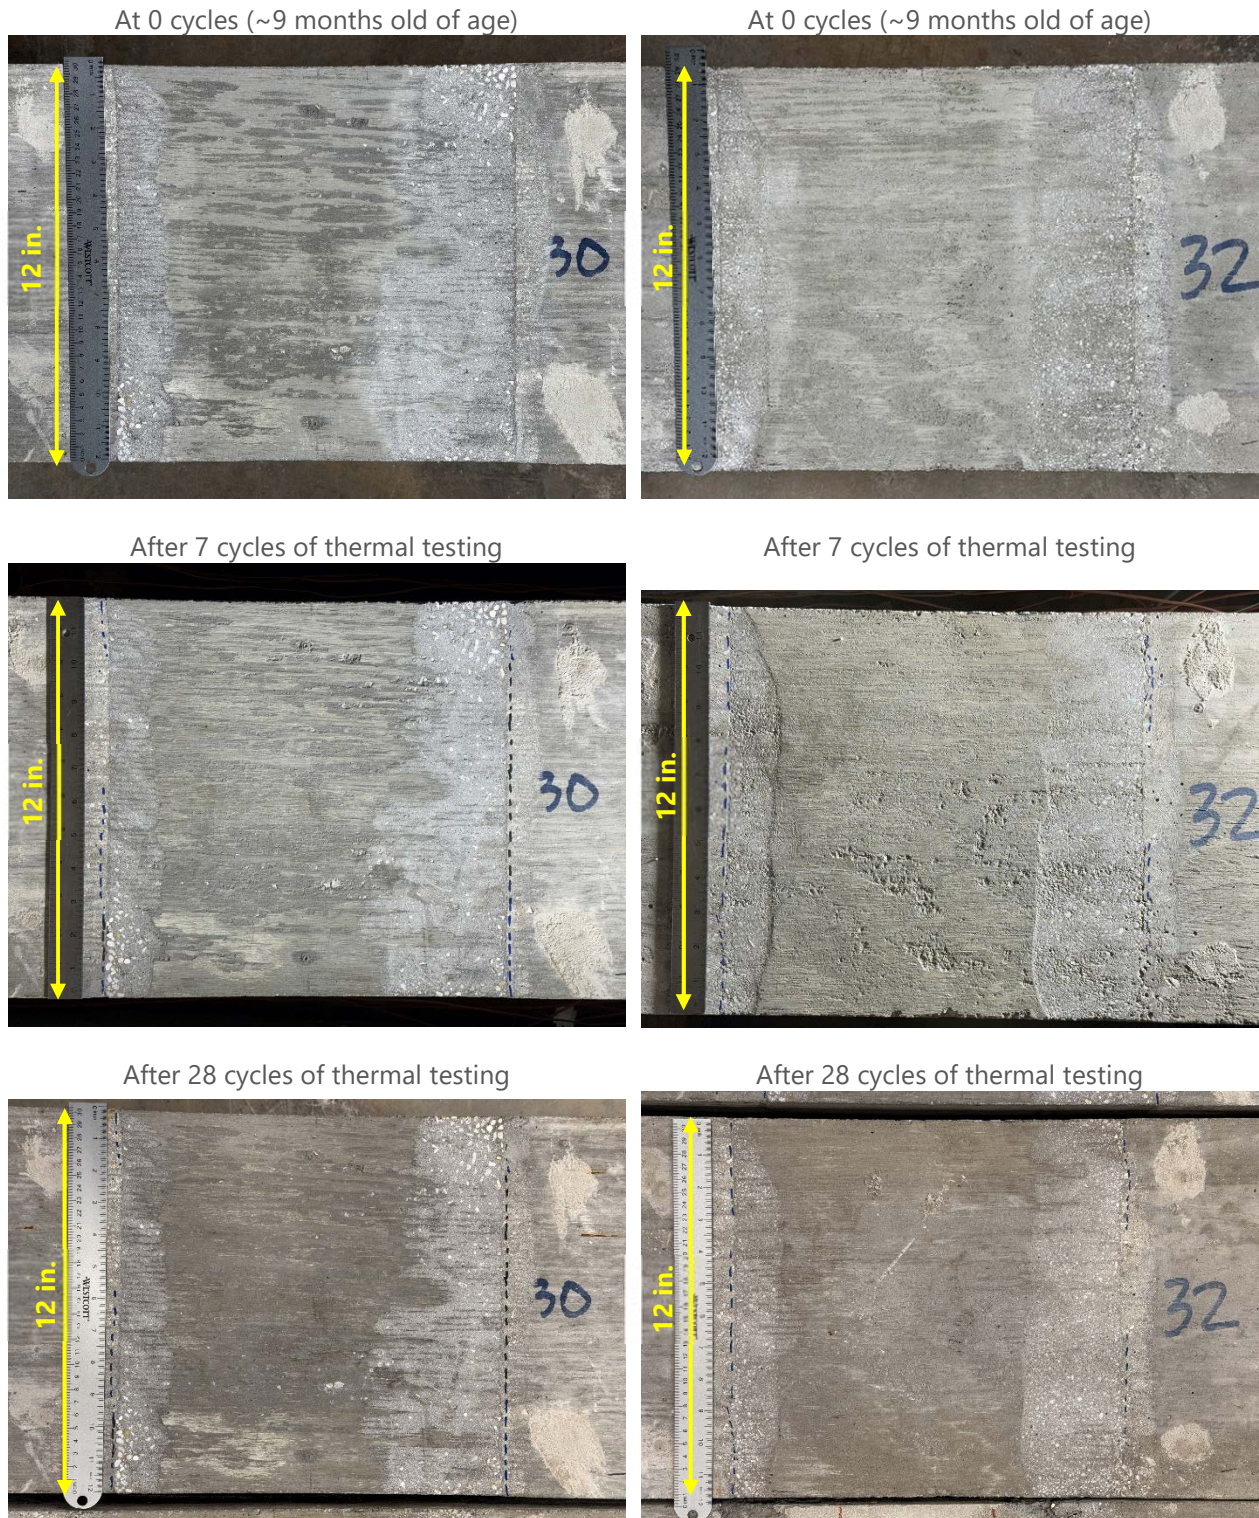 At 0 cycles (~9 months old of age)
At 0 cycles (~9 months old of age)
12 in.
WESTCOTT
30
12 in.
32
After 7 cycles of thermal testing
After 7 cycles of thermal testing
12 in.
30
12 in.
32
After 28 cycles of thermal testing
After 28 cycles of thermal testing
12 in.
WESTCOTT
30
12 in.
32